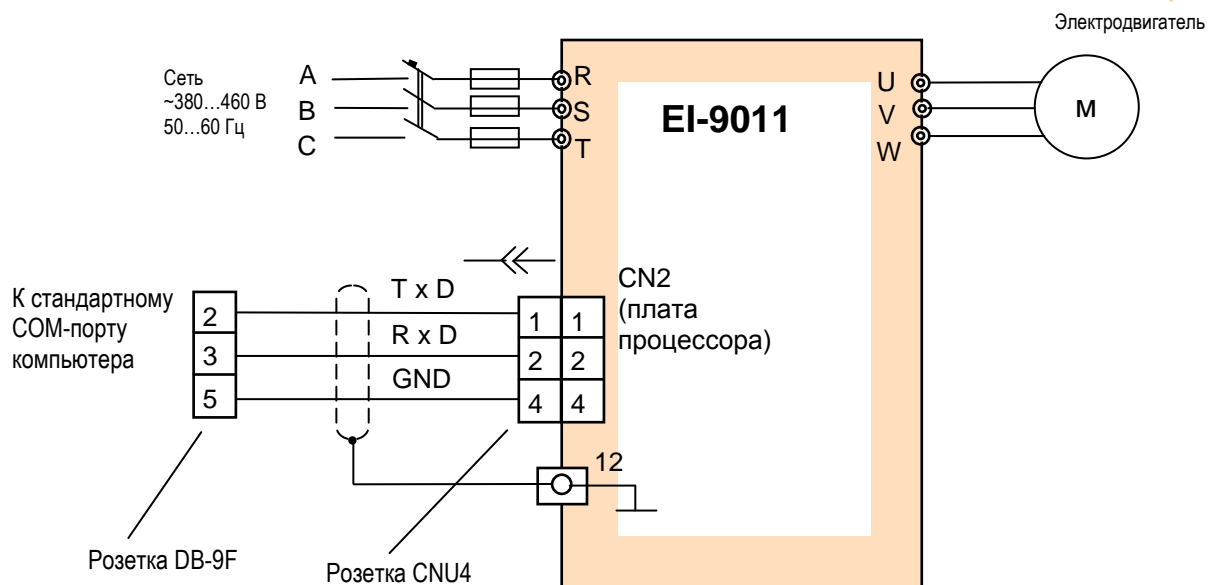 Электродвигатель
Сеть
~380...460 В
50...60 Гц
A
B
C
R
S
T
EI-9011
U
V
W
M
К стандартному
COM-порту
компьютера
2
3
5
T x D
R x D
GND
1 1
2 2
4 4
CN2
(плата
процессора)
12
Розетка DB-9F
Розетка CNU4